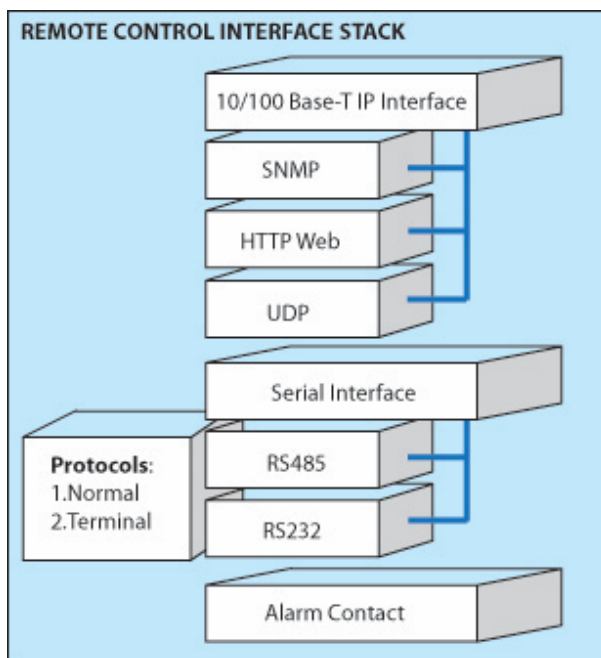 REMOTE CONTROL INTERFACE STACK
10/100 Base-T IP Interface
SNMP
HTTP Web
UDP
Serial Interface
Protocols:
1.Normal
2.Terminal
RS485
RS232
Alarm Contact